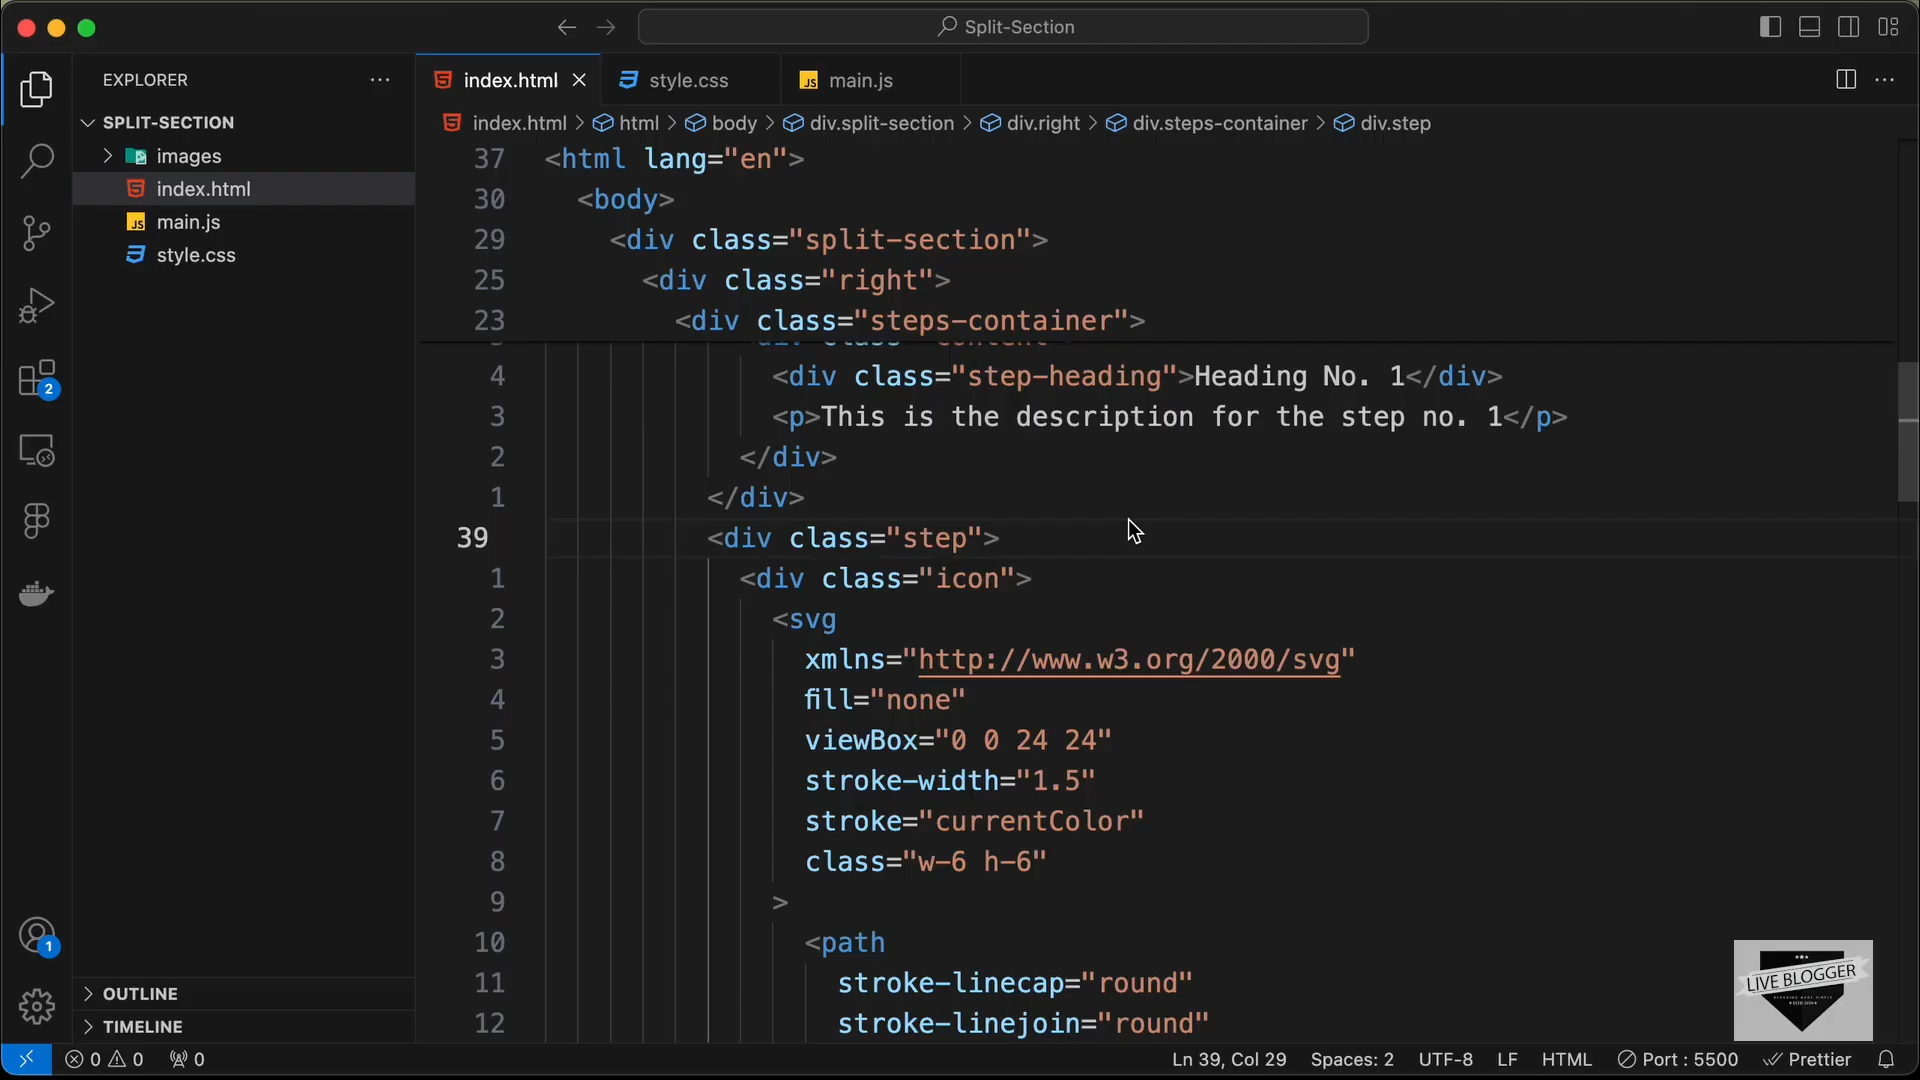 Split-Section
EXPLORER
SPLIT-SECTION
images
index.html
main.js
style.css
OUTLINE
TIMELINE
2
1
index.html
style.css
JS main.js
index.html > html > body > div.split-section > div.right > div.steps-container > div.step
37 <html lang="en">
30 <body>
29 <div class="split-section">
25 <div class="right">
23 <div class="steps-container">
4 <div class="step-heading">Heading No. 1</div>
3 <p>This is the description for the step no. 1</p>
2 </div>
1 </div>
39 <div class="step">
1 <div class="icon">
2 <svg
3 xmlns="http://www.w3.org/2000/svg"
4 fill="none"
5 viewBox="0 0 24 24"
6 stroke-width="1.5"
7 stroke="currentColor"
8 class="w-6 h-6"
9 >
10 <path
11 stroke-linecap="round"
12 stroke-linejoin="round"
LIVE BLOGGER
0 0 0 Ln 39, Col 29 Spaces: 2 UTF-8 LF HTML Port : 5500 Prettier